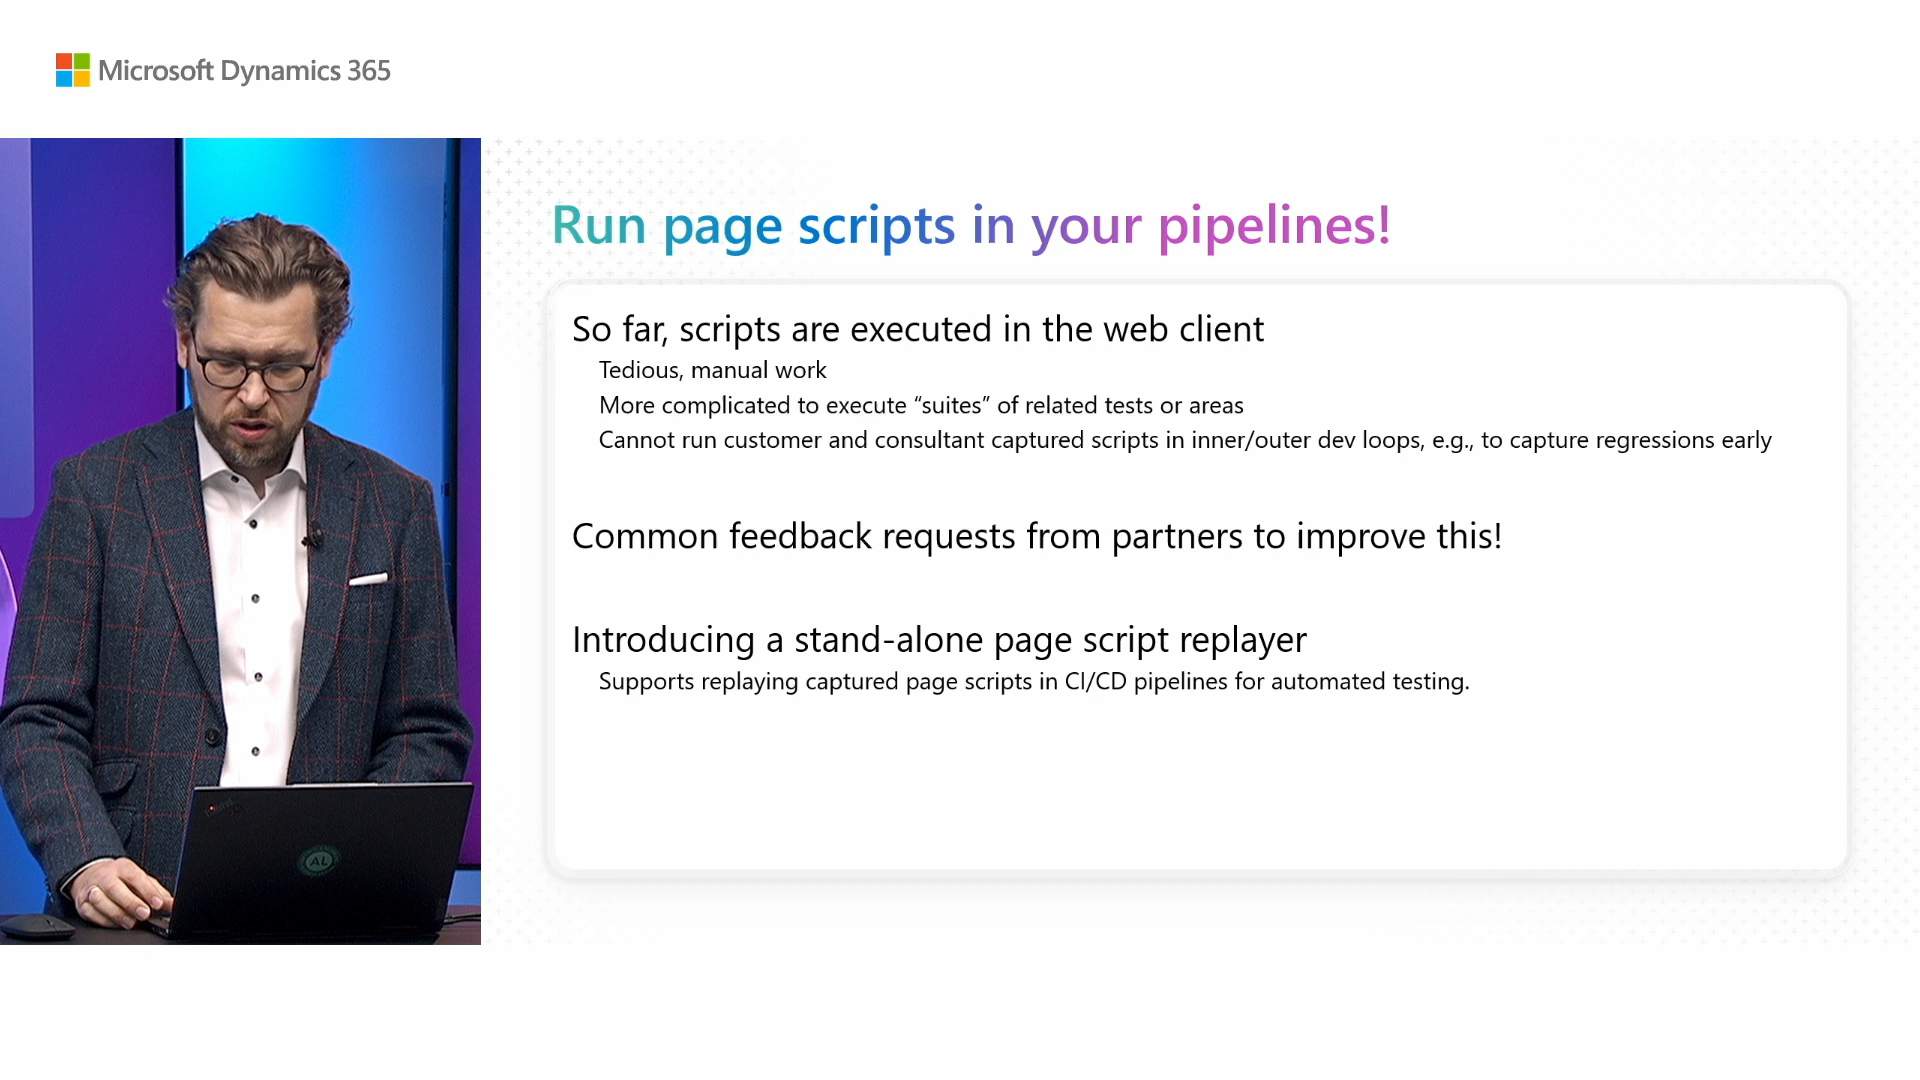 Microsoft Dynamics 365
Run page scripts in your pipelines!
So far, scripts are executed in the web client
Tedious, manual work
More complicated to execute “suites” of related tests or areas
Cannot run customer and consultant captured scripts in inner/outer dev loops, e.g., to capture regressions early
Common feedback requests from partners to improve this!
Introducing a stand-alone page script replayer
Supports replaying captured page scripts in CI/CD pipelines for automated testing.
AL